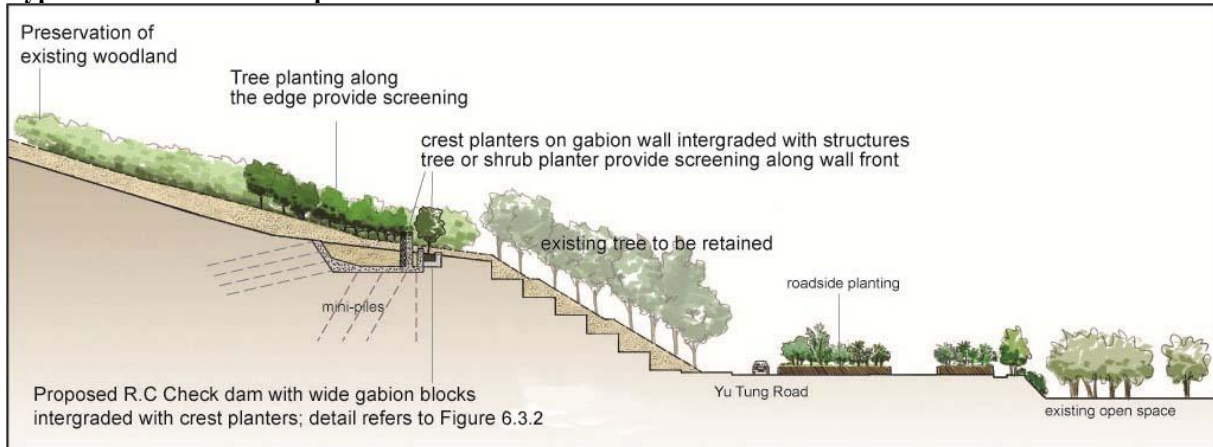 Preservation of
existing woodland
Tree planting along
the edge provide screening
crest planters on gabion wall intergraded with structures
tree or shrub planter provide screening along wall front
existing tree to be retained
roadside planting
mini-piles
Proposed R.C Check dam with wide gabion blocks
intergraded with crest planters; detail refers to Figure 6.3.2
Yu Tung Road
existing open space